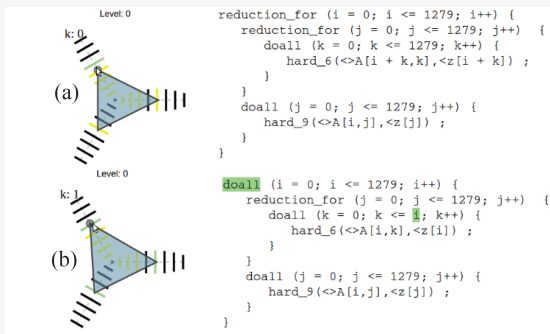 Level: 0
k: 0
(a)
reduction_for (i = 0; i <= 1279; i++) {
reduction_for (j = 0; j <= 1279; j++) {
doall (k = 0; k <= 1279; k++) {
hard_6(<>A[i + k,k],<z[i + k]) ;
}
}
doall (j = 0; j <= 1279; j++) {
hard_9(<>A[i,j],<z[j]) ;
}
}
Level: 0
k: 1
(b)
doall (i = 0; i <= 1279; i++) {
reduction_for (j = 0; j <= 1279; j++) {
doall (k = 0; k <= i; k++) {
hard_6(<>A[i,k],<z[i]) ;
}
}
doall (j = 0; j <= 1279; j++) {
hard_9(<>A[i,j],<z[j]) ;
}
}